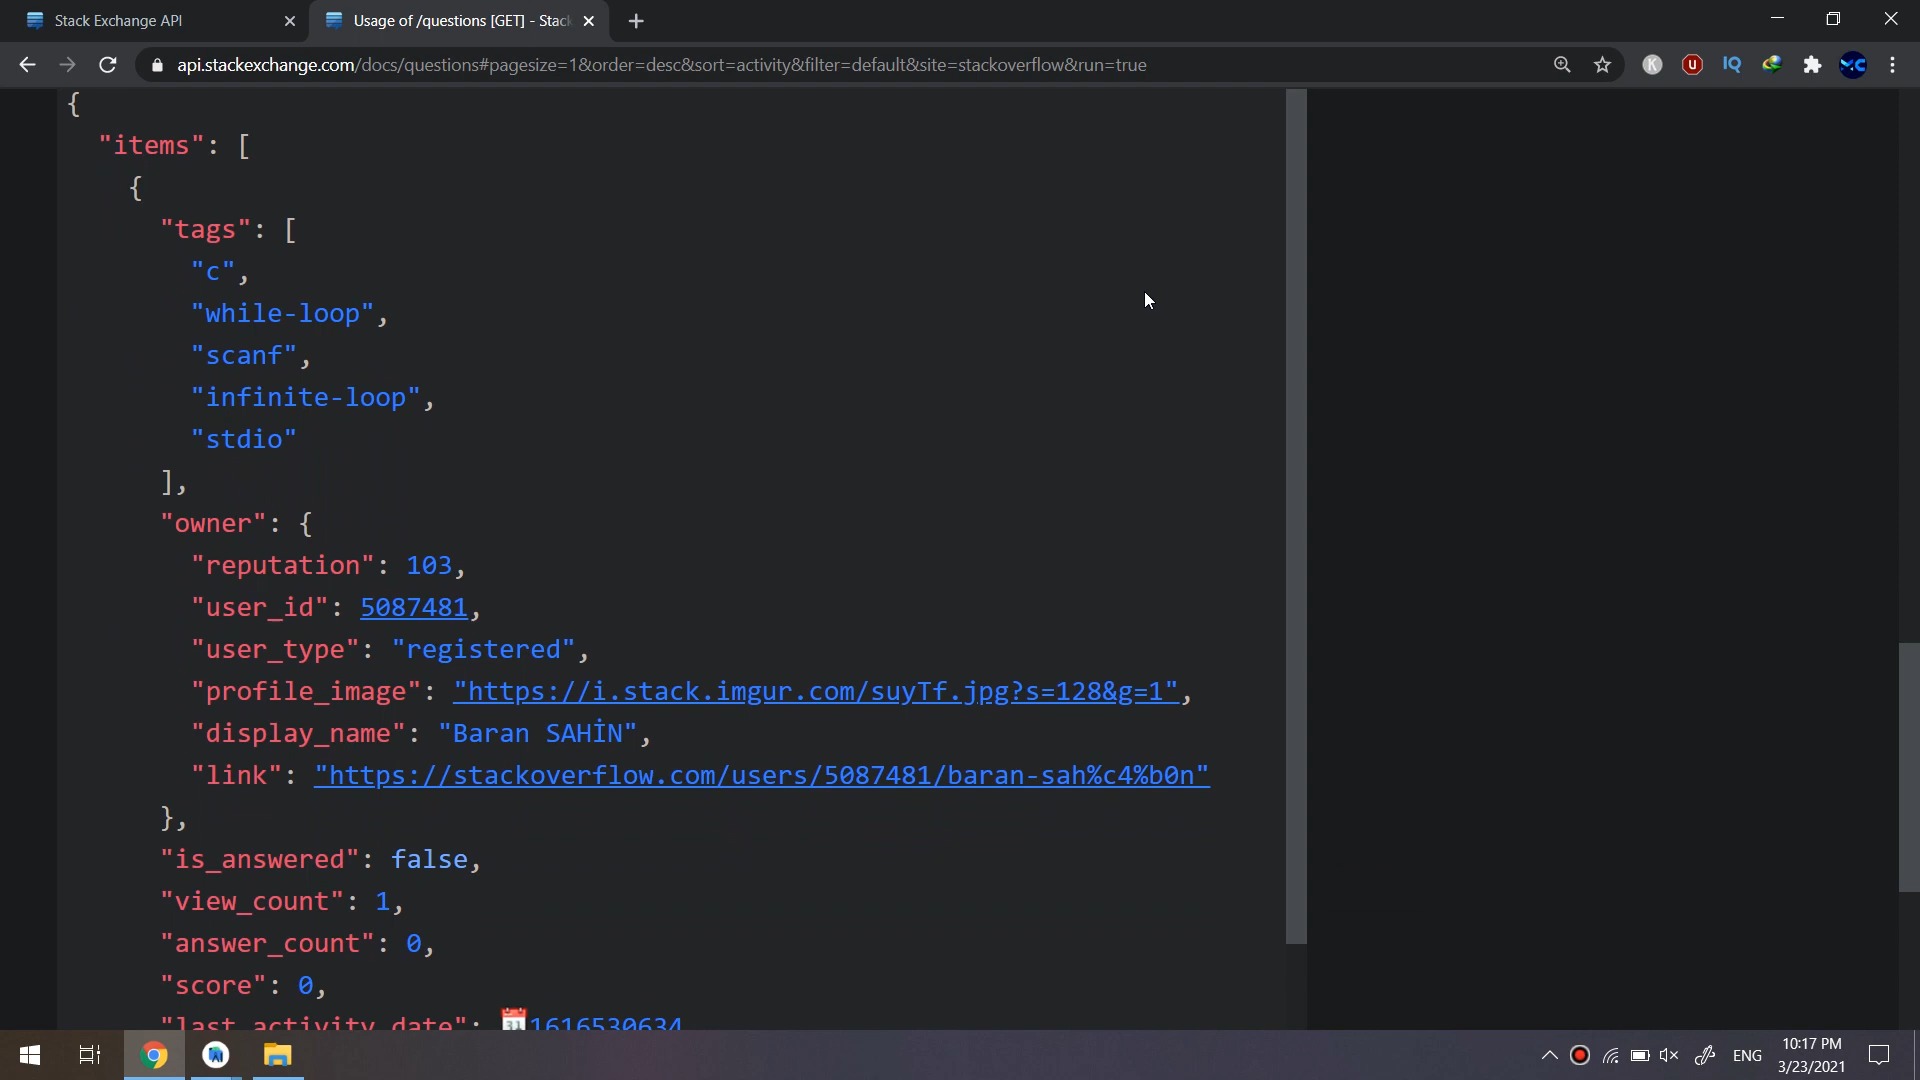 Stack Exchange API
Usage of /questions [GET] - Stack
api.stackexchange.com/docs/questions#pagesize=1&order=desc&sort=activity&filter=default&site=stackoverflow&run=true
{
"items": [
{
"tags": [
"c",
"while-loop",
"scanf",
"infinite-loop",
"stdio"
],
"owner": {
"reputation": 103,
"user_id": 5087481,
"user_type": "registered",
"profile_image": "https://i.stack.imgur.com/suyTf.jpg?s=128&g=1",
"display_name": "Baran SAHİN",
"link": "https://stackoverflow.com/users/5087481/baran-sah%c4%b0n"
},
"is_answered": false,
"view_count": 1,
"answer_count": 0,
"score": 0,
"last_activity_date": 1616530634
ENG
10:17 PM
3/23/2021